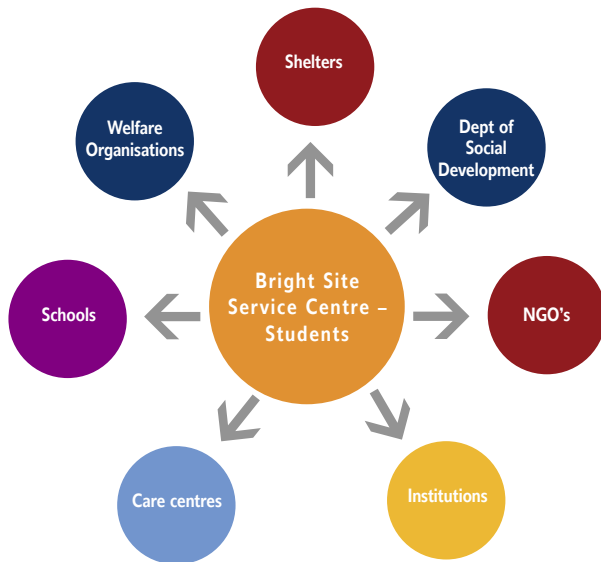 Shelters
Welfare
Organisations
Dept of
Social
Development
Bright Site
Service Centre –
Students
Schools
NGO's
Care centres
Institutions